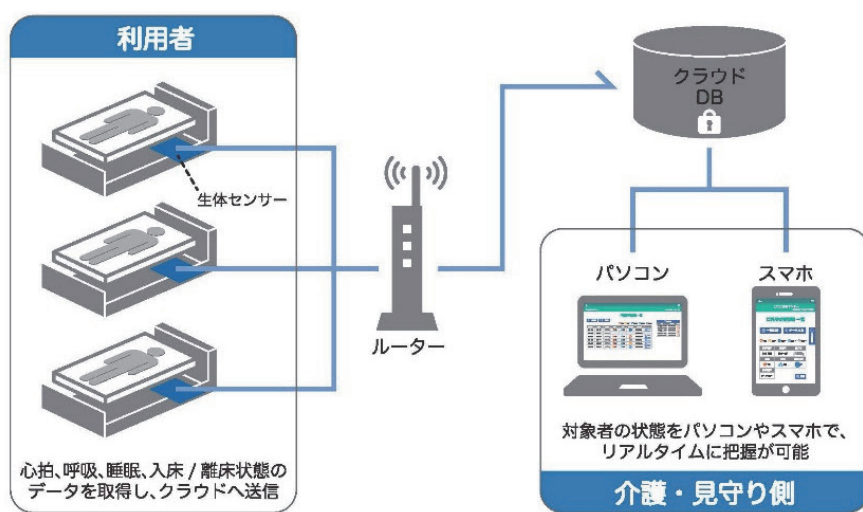 利用者
生体センサー
心拍、呼吸、睡眠、入床 / 離床状態の
データを取得し、クラウドへ送信
ルーター
クラウド
DB
パソコン
スマホ
対象者の状態をパソコンやスマホで、
リアルタイムに把握が可能
介護・見守り側